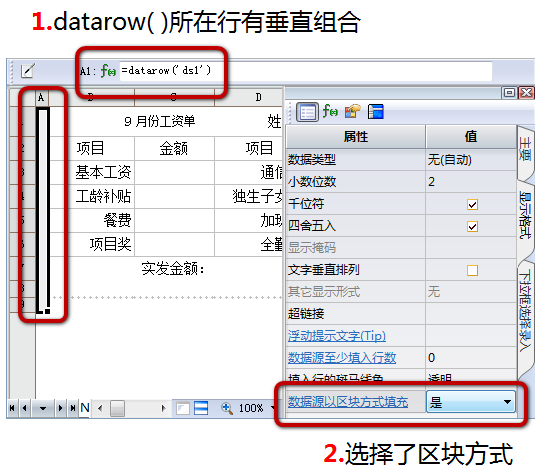 1.datarow( )所在行有垂直组合
A1: f(x) =datarow('ds1')
A B C D
1 9 月份工资单 姓
2 项目 金额 项目
3 基本工资 通信
4 工龄补贴 独生子女
5 餐费 加班
6 项目奖 全勤
7 实发金额：
8
9
属性 值
数据类型 无(自动)
小数位数 2
千位符
四舍五入
显示掩码
文字垂直排列
其它显示形式 无
超链接
浮动提示文字(Tip)
数据源至少填入行数 0
填入行的斑马线色 透明
数据源以区块方式填充 是
主要
显示格式
下拉框选择录入
N 100%
2.选择了区块方式